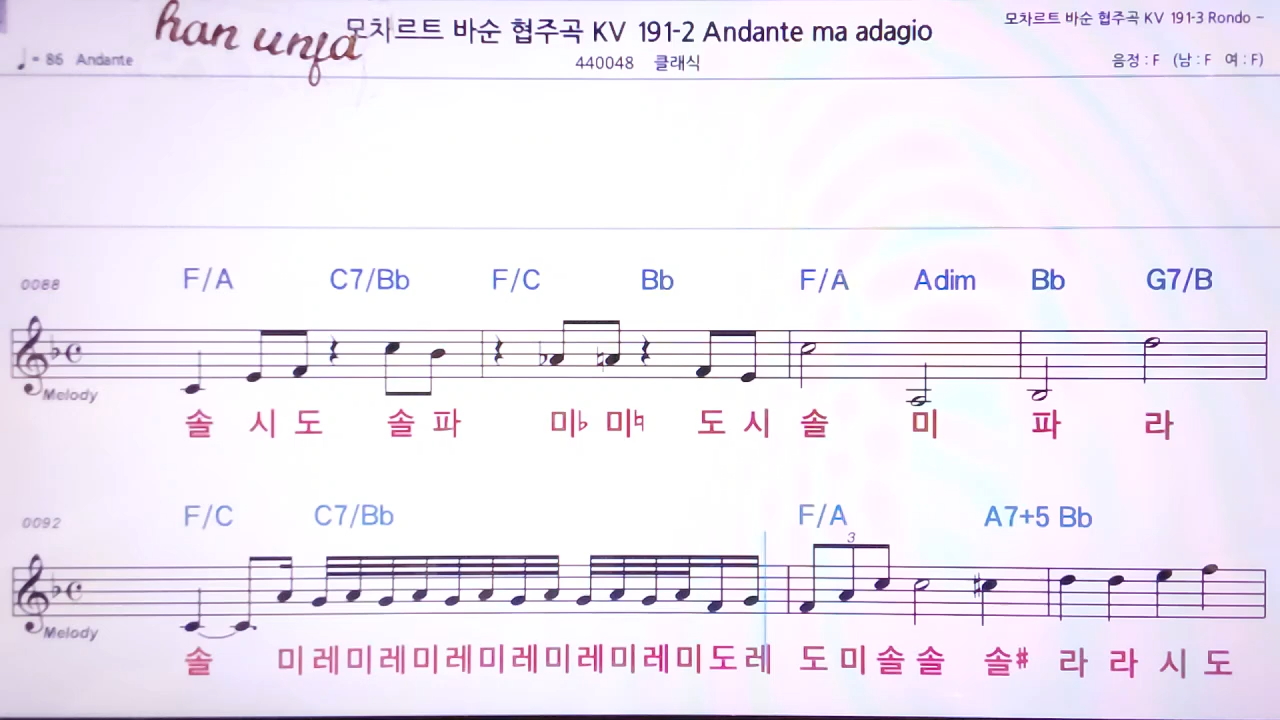 han unfa
모차르트 바순 협주곡 KV 191-2 Andante ma adagio
모차르트 바순 협주곡 KV 191-3 Rondo ~
♩ = 86 Andante
440048 클래식
음정 : F (남 : F 여 : F)
0088
F/A C7/Bb F/C Bb F/A Adim Bb G7/B
Melody
솔 시 도 솔 파 미♭ 미♮ 도 시 솔 미 파 라
0092
F/C C7/Bb F/A A7+5 Bb
3
Melody
솔 미 레 미 레 미 레 미 레 미 레 미 레 미 도 레 도 미 솔 솔 솔# 라 라 시 도